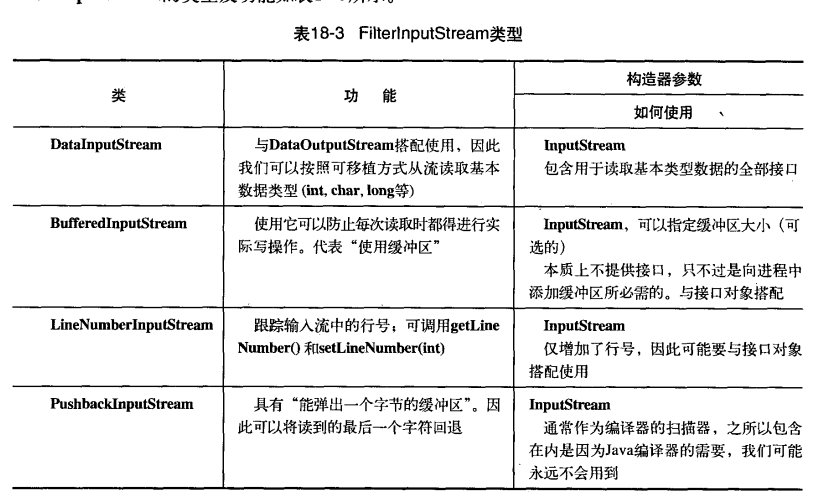 表18-3 FilterInputStream类型
类
功 能
构造器参数
如何使用
DataInputStream
与DataOutputStream搭配使用，因此
我们可以按照可移植方式从流读取基本
数据类型 (int, char, long等)
InputStream
包含用于读取基本类型数据的全部接口
BufferedInputStream
使用它可以防止每次读取时都得进行实
际写操作。代表“使用缓冲区”
InputStream，可以指定缓冲区大小（可
选的）
本质上不提供接口，只不过是向进程中
添加缓冲区所必需的。与接口对象搭配
LineNumberInputStream
跟踪输入流中的行号；可调用getLine
Number() 和setLineNumber(int)
InputStream
仅增加了行号，因此可能要与接口对象
搭配使用
PushbackInputStream
具有“能弹出一个字节的缓冲区”。因
此可以将读到的最后一个字符回退
InputStream
通常作为编译器的扫描器，之所以包含
在内是因为Java编译器的需要，我们可能
永远不会用到